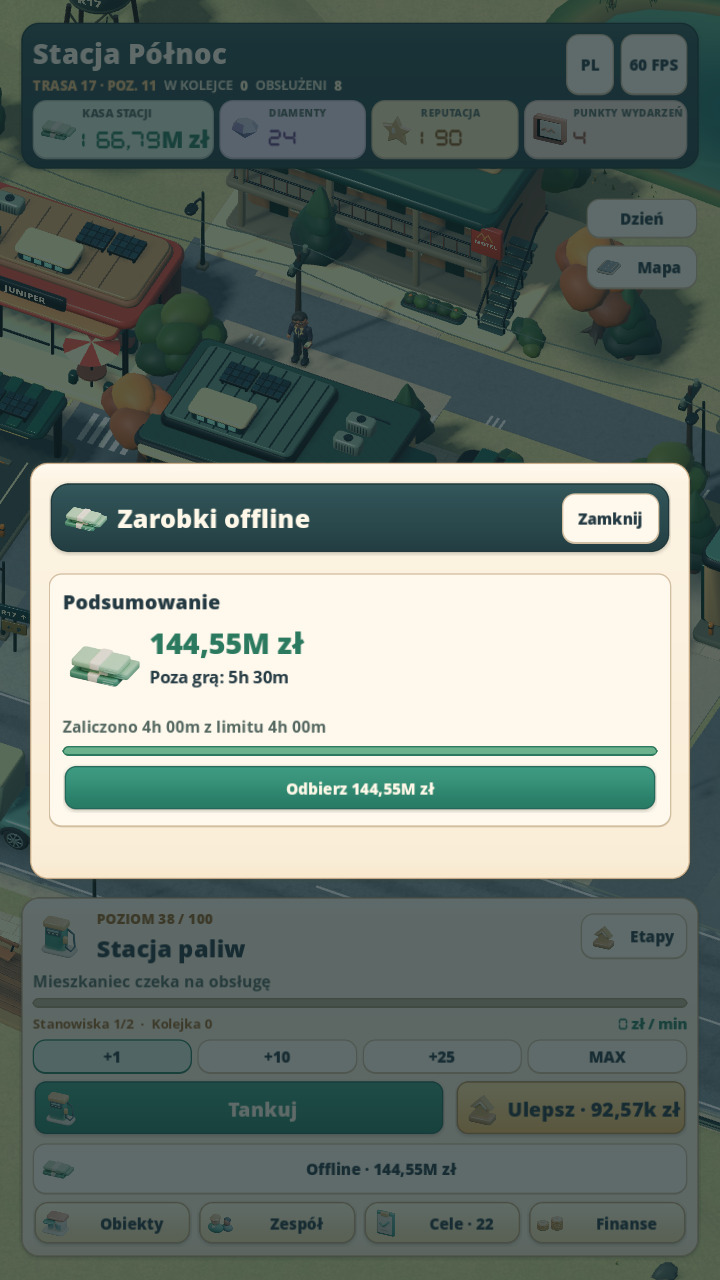 R17
Stacja Północ
PL
60 FPS
TRASA 17 · POZ. 11 W KOLEJCE 0 OBSŁUŻENI 8
KASA STACJI
166,79M zł
DIAMENTY
24
REPUTACJA
190
PUNKTY WYDARZEŃ
4
Dzień
Mapa
MOTEL
JUNIPER
Zarobki offline
Zamknij
Podsumowanie
144,55M zł
Poza grą: 5h 30m
Zaliczono 4h 00m z limitu 4h 00m
Odbierz 144,55M zł
R17
POZIOM 38 / 100
Stacja paliw
Etapy
Mieszkaniec czeka na obsługę
Stanowiska 1/2 · Kolejka 0
0 zł / min
+1
+10
+25
MAX
Tankuj
Ulepsz · 92,57k zł
Offline · 144,55M zł
Obiekty
Zespół
Cele · 22
Finanse